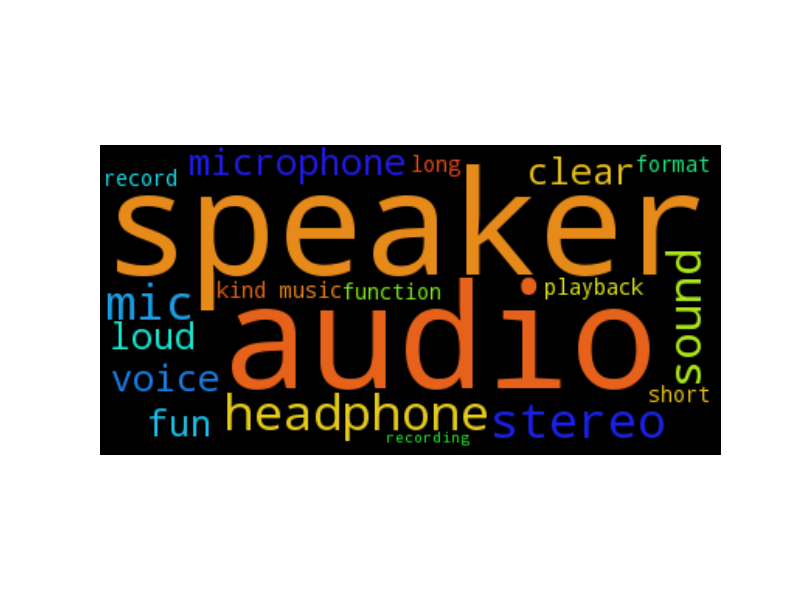 microphone
long
clear
format
record
speaker
sound
kind
music
function
playback
mic
audio
loud
voice
short
headphone
stereo
fun
recording